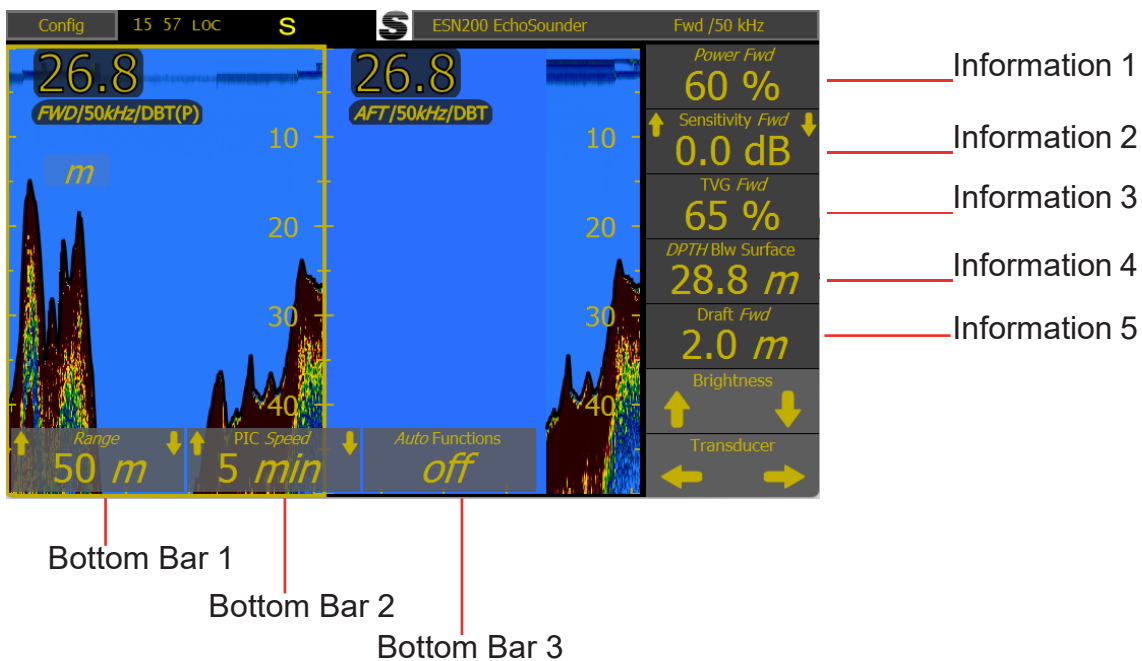 Config 15 57 LOC S S ESN200 EchoSounder Fwd /50 kHz
26.8
FWD/50kHz/DBT(P)
m
10
20
30
40
26.8
AFT/50kHz/DBT
10
20
30
40
Power Fwd
60 %
Sensitivity Fwd
0.0 dB
TVG Fwd
65 %
DPTH Blw Surface
28.8 m
Draft Fwd
2.0 m
Brightness
Transducer
Range
50 m
PIC Speed
5 min
Auto Functions
off
Information 1
Information 2
Information 3
Information 4
Information 5
Bottom Bar 1
Bottom Bar 2
Bottom Bar 3